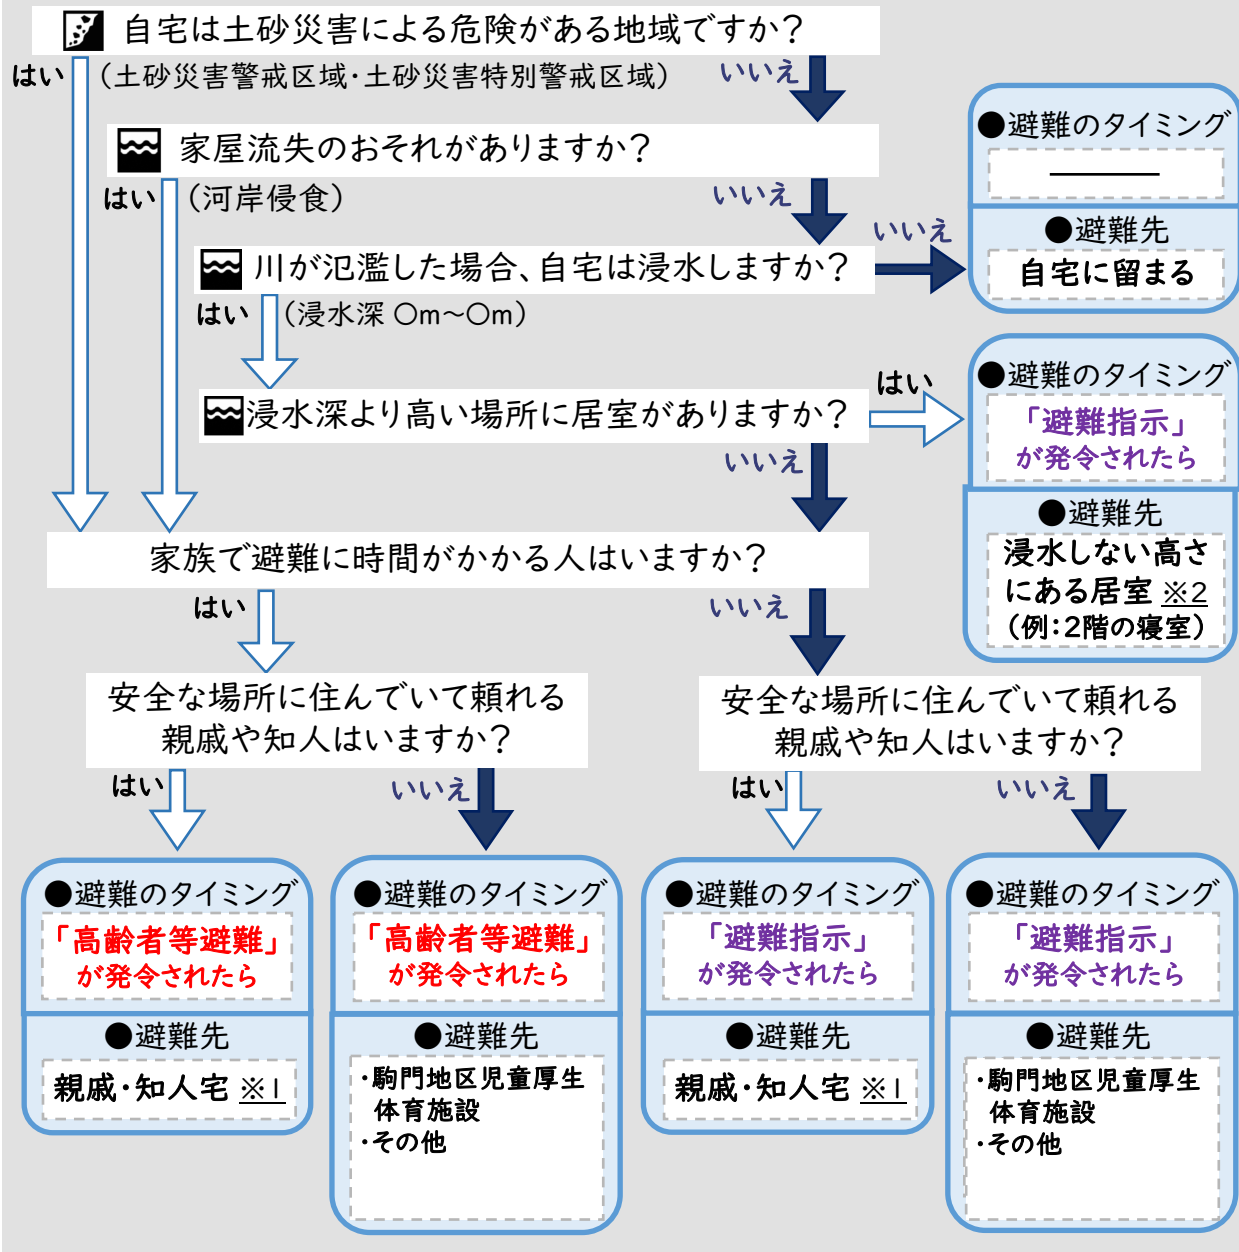 自宅は土砂災害による危険がある地域ですか？
はい
（土砂災害警戒区域・土砂災害特別警戒区域）
いいえ
家屋流失のおそれがありますか？
はい
（河岸侵食）
いいえ
川が氾濫した場合、自宅は浸水しますか？
いいえ
はい
（浸水深 〇m～〇m）
●避難のタイミング
―――
●避難先
自宅に留まる
浸水深より高い場所に居室がありますか？
はい
いいえ
●避難のタイミング
「避難指示」
が発令されたら
●避難先
浸水しない高さ
にある居室 ※2
（例：2階の寝室）
家族で避難に時間がかかる人はいますか？
はい
いいえ
安全な場所に住んでいて頼れる
親戚や知人はいますか？
はい
いいえ
安全な場所に住んでいて頼れる
親戚や知人はいますか？
はい
いいえ
●避難のタイミング
「高齢者等避難」
が発令されたら
●避難先
親戚・知人宅 ※1
●避難のタイミング
「高齢者等避難」
が発令されたら
●避難先
・駒門地区児童厚生
体育施設
・その他
●避難のタイミング
「避難指示」
が発令されたら
●避難先
親戚・知人宅 ※1
●避難のタイミング
「避難指示」
が発令されたら
●避難先
・駒門地区児童厚生
体育施設
・その他